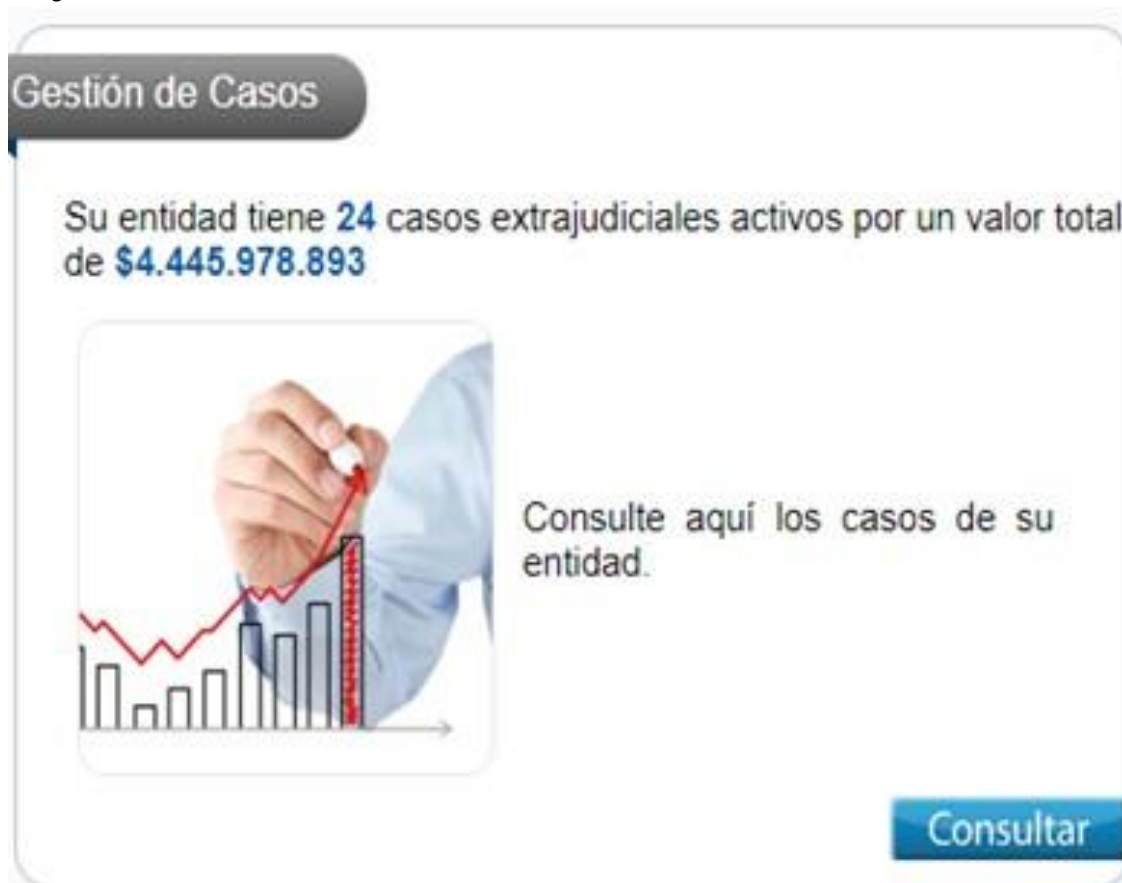 Gestión de Casos
Su entidad tiene 24 casos extrajudiciales activos por un valor total
de $4.445.978.893
Consulte aquí los casos de su
entidad.
Consultar